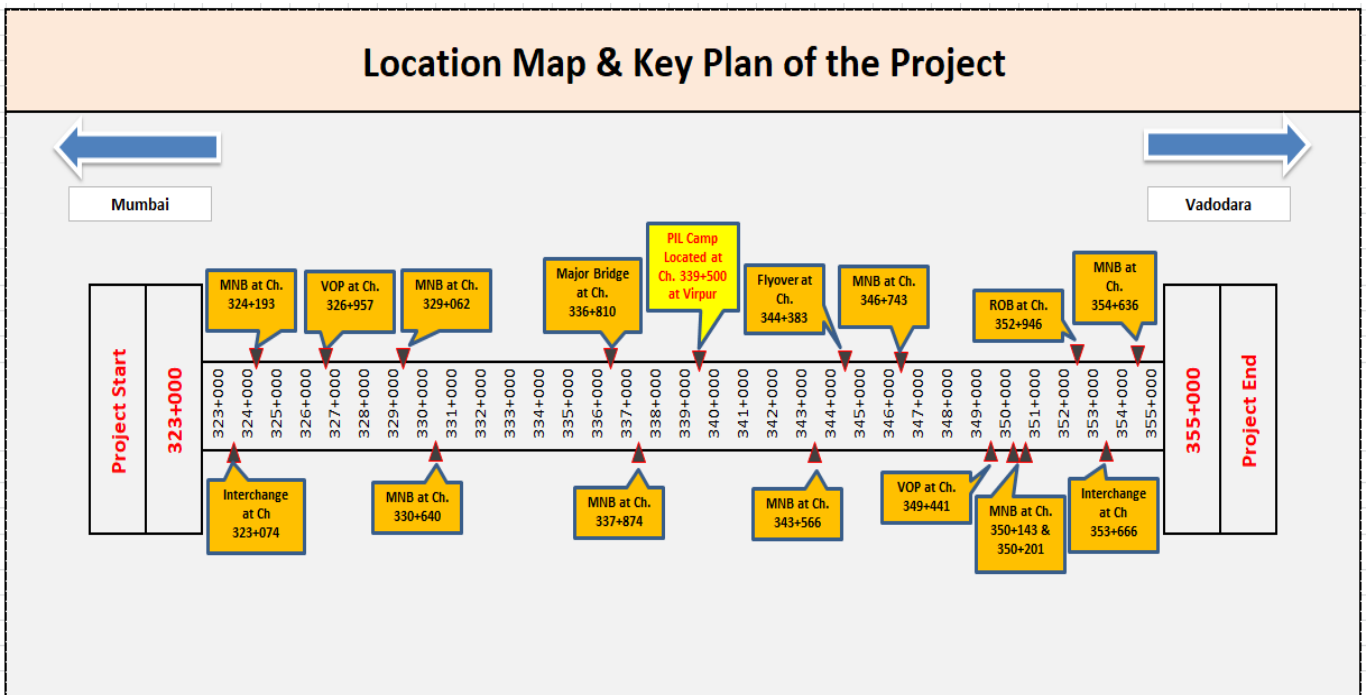 Location Map & Key Plan of the Project
Mumbai
Vadodara
MNB at Ch.
324+193
VOP at Ch.
326+957
MNB at Ch.
329+062
Major Bridge
at Ch.
336+810
PIL Camp
Located at
Ch. 339+500
at Virpur
Flyover at
Ch.
344+383
MNB at Ch.
346+743
ROB at Ch.
352+946
MNB at
Ch.
354+636
Project Start
323+000
323+000
324+000
325+000
326+000
327+000
328+000
329+000
330+000
331+000
332+000
333+000
334+000
335+000
336+000
337+000
338+000
339+000
340+000
341+000
342+000
343+000
344+000
345+000
346+000
347+000
348+000
349+000
350+000
351+000
352+000
353+000
354+000
355+000
355+000
Project End
Interchange
at Ch
323+074
MNB at Ch.
330+640
MNB at Ch.
337+874
MNB at Ch.
343+566
VOP at Ch.
349+441
MNB at Ch.
350+143 &
350+201
Interchange
at Ch
353+666